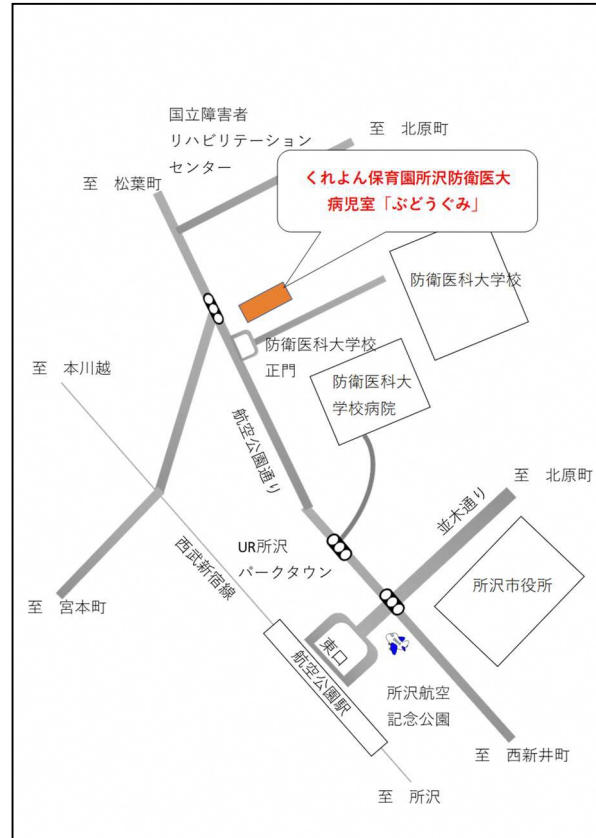 国立障害者
リハビリテーション
センター
至　北原町
至　松葉町
くれよん保育園所沢防衛医大
病児室「ぶどうぐみ」
防衛医科大学校
防衛医科大学校
正門
至　本川越
防衛医科大
学校病院
航空公園通り
至　北原町
並木通り
UR所沢
パークタウン
西武新宿線
所沢市役所
至　宮本町
東口
航空公園駅
所沢航空
記念公園
至　西新井町
至　所沢